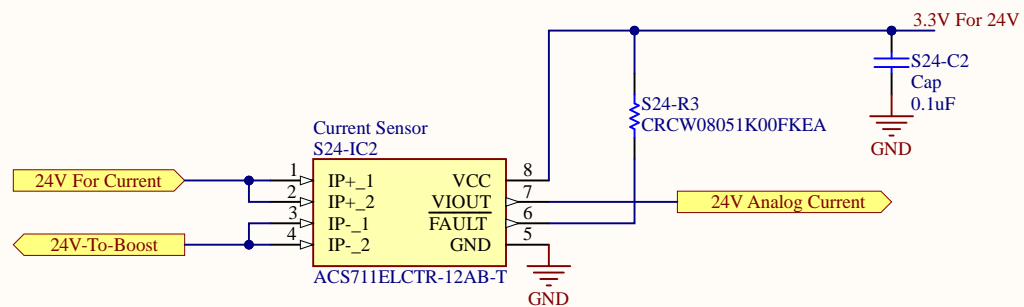 3.3V For 24V
S24-C2
Cap
0.1uF
GND
S24-R3
CRCW08051K00FKEA
Current Sensor
S24-IC2
24V For Current
24V-To-Boost
1 IP+_1
2 IP+_2
3 IP-_1
4 IP-_2
VCC 8
VIOUT 7
FAULT 6
GND 5
24V Analog Current
ACS711ELCTR-12AB-T
GND